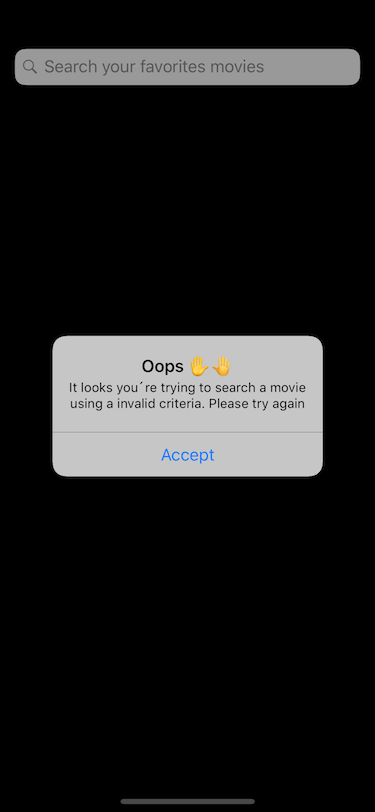 Search your favorites movies
Oops ✋🤚
It looks you´re trying to search a movie
using a invalid criteria. Please try again
Accept